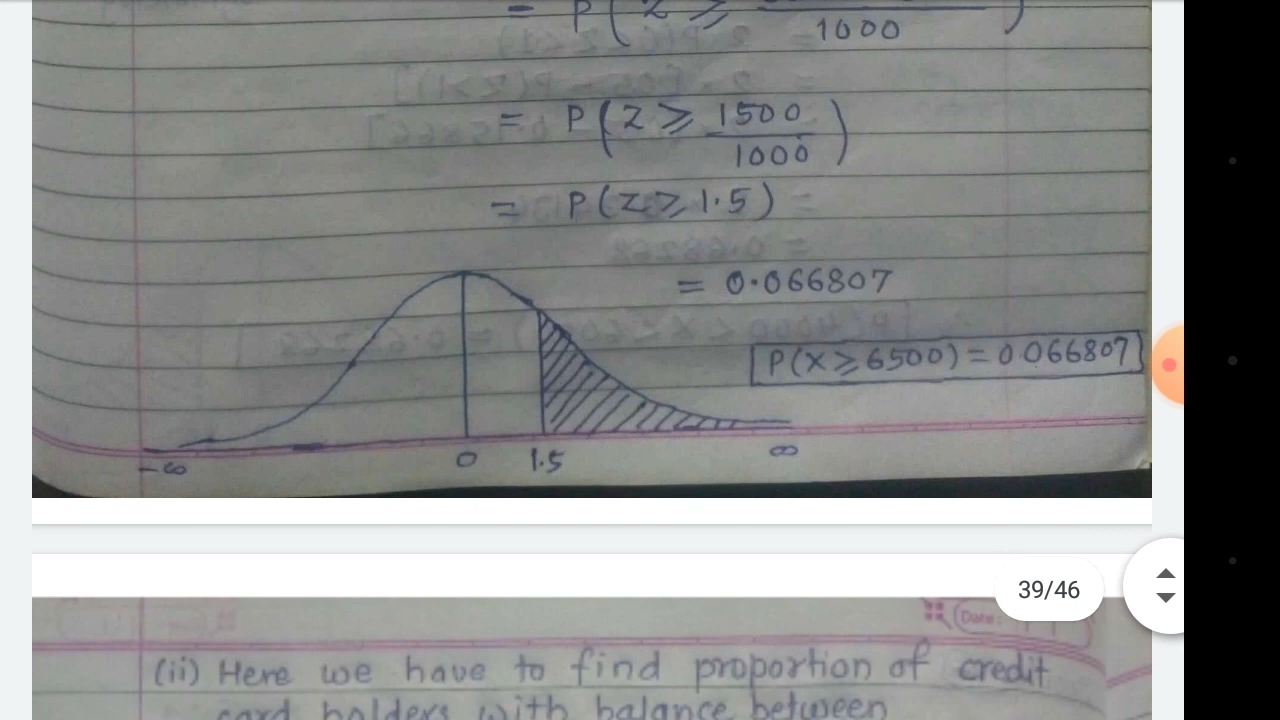 = P(Z ≥
1000
= P(Z ≥ 1500/1000)
= P(Z ≥ 1.5)
= 0.066807
P(X ≥ 6500) = 0.066807
-∞ 0 1.5 ∞
39/46
Date:
(ii) Here we have to find proportion of credit
card holders with balance between